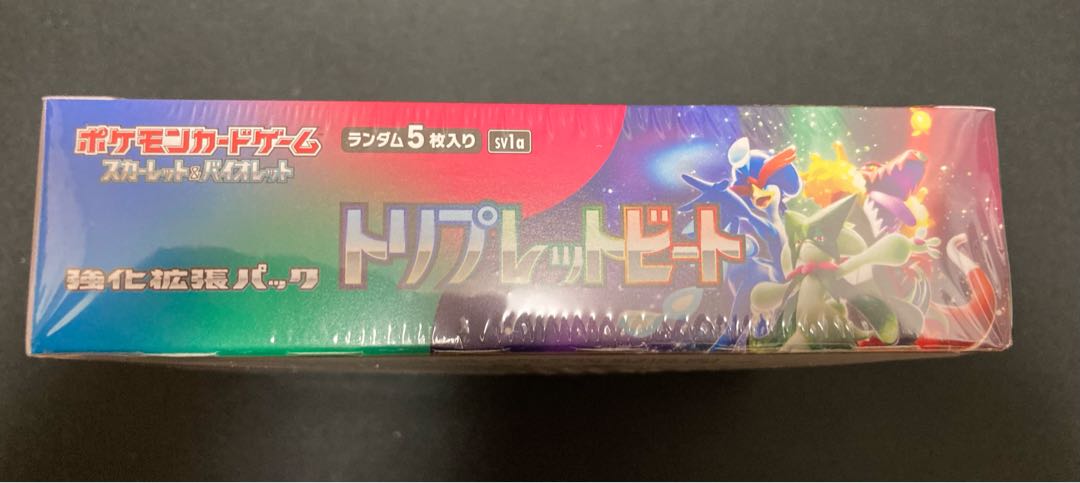 ポケモンカードゲーム
スカーレット&バイオレット
ランダム5枚入り sv1a
強化拡張パック
トリプレットビート